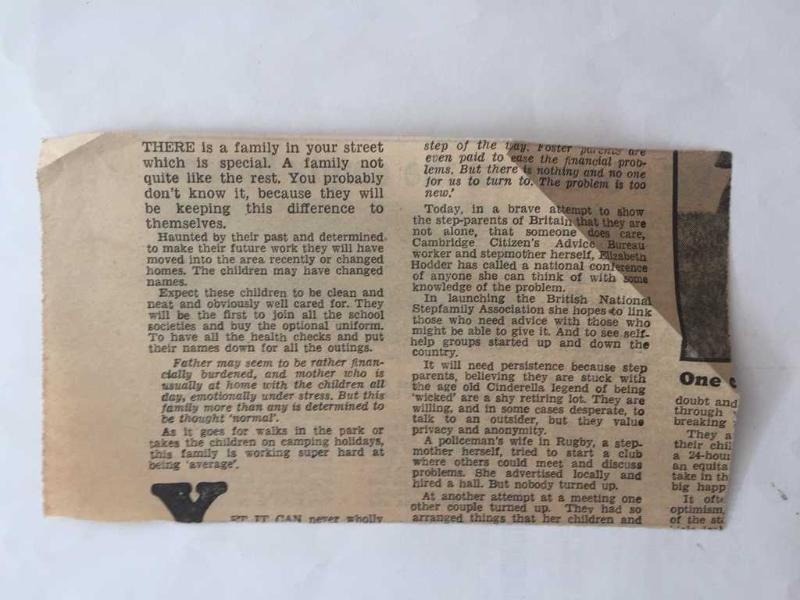 THERE is a family in your street
which is special. A family not
quite like the rest. You probably
don't know it, because they will
be keeping this difference to
themselves.
Haunted by their past and determined
to make their future work they will have
moved into the area recently or changed
homes. The children may have changed
names.
Expect these children to be clean and
neat and obviously well cared for. They
will be the first to join all the school
societies and buy the optional uniform.
To have all the health checks and put
their names down for all the outings.
Father may seem to be rather finan-
cially burdened, and mother who is
usually at home with the children all
day, emotionally under stress. But this
family more than any is determined to
be thought 'normal'.
As it goes for walks in the park or
takes the children on camping holidays,
this family is working super hard at
being 'average'.
YET IT CAN never wholly
step of the way. Foster parents are
even paid to ease the financial prob-
lems. But there is nothing and no one
for us to turn to. The problem is too
new.'
Today, in a brave attempt to show
the step-parents of Britain that they are
not alone, that someone does care,
Cambridge Citizen's Advice Bureau
worker and stepmother herself, Elizabeth
Hodder has called a national conference
of anyone she can think of with some
knowledge of the problem.
In launching the British National
Stepfamily Association she hopes to link
those who need advice with those who
might be able to give it. And to see self-
help groups started up and down the
country.
It will need persistence because step
parents, believing they are stuck with
the age old Cinderella legend of being
'wicked' are a shy retiring lot. They are
willing, and in some cases desperate, to
talk to an outsider, but they value
privacy and anonymity.
A policeman's wife in Rugby, a step-
mother herself, tried to start a club
where others could meet and discuss
problems. She advertised locally and
hired a hall. But nobody turned up.
At another attempt at a meeting one
other couple turned up. They had so
arranged things that her children and
One
doubt and
through
breaking
They
their
a 24-hour
an
take in
big
It
optimism,
of the